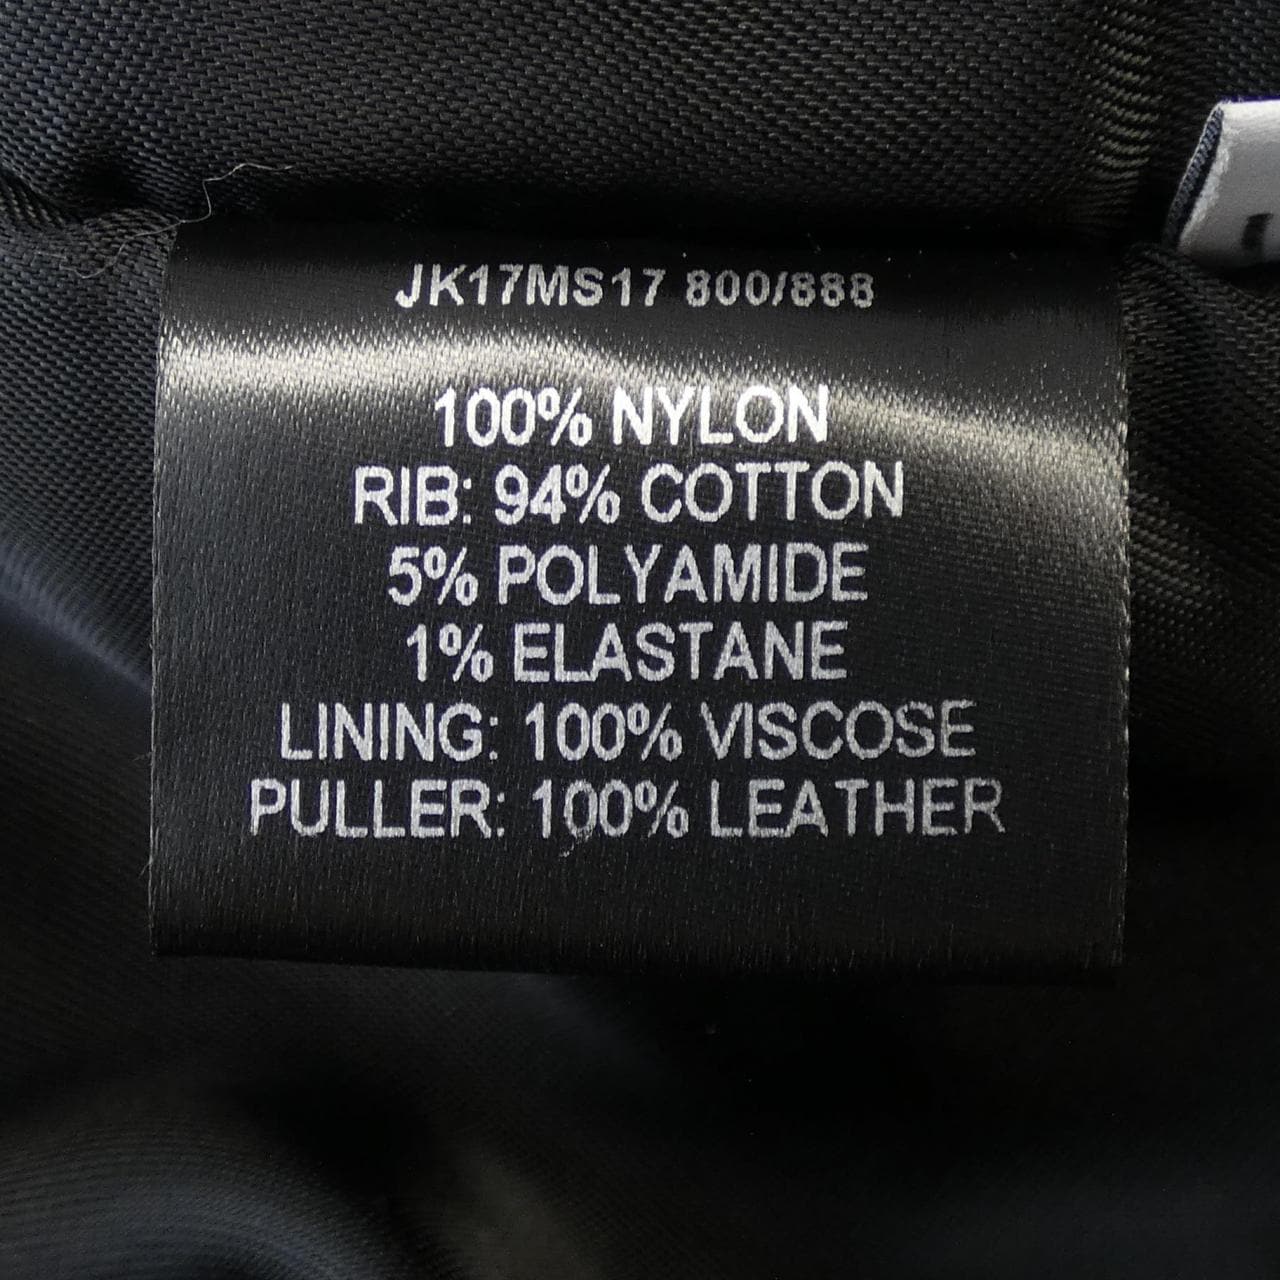 JK17MS17 800/888
100% NYLON
RIB: 94% COTTON
5% POLYAMIDE
1% ELASTANE
LINING: 100% VISCOSE
PULLER: 100% LEATHER